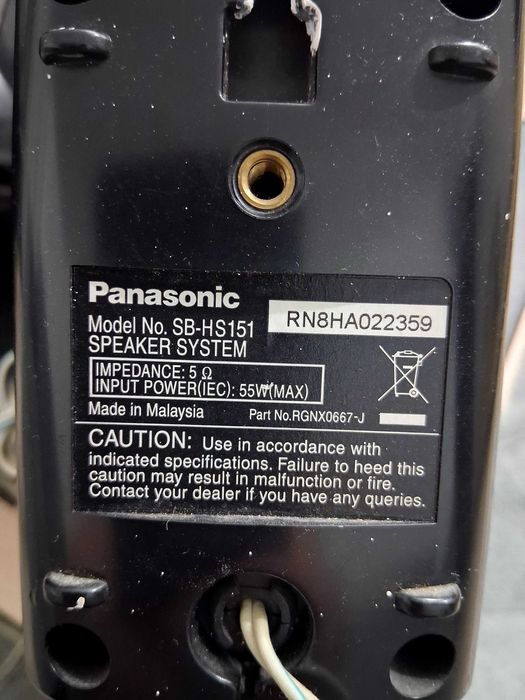 Panasonic
RN8HA022359
Model No. SB-HS151
SPEAKER SYSTEM
IMPEDANCE: 5 Ω
INPUT POWER(IEC): 55W(MAX)
Made in Malaysia Part No.RGNX0667-J
CAUTION: Use in accordance with
indicated specifications. Failure to heed this
caution may result in malfunction or fire.
Contact your dealer if you have any queries.